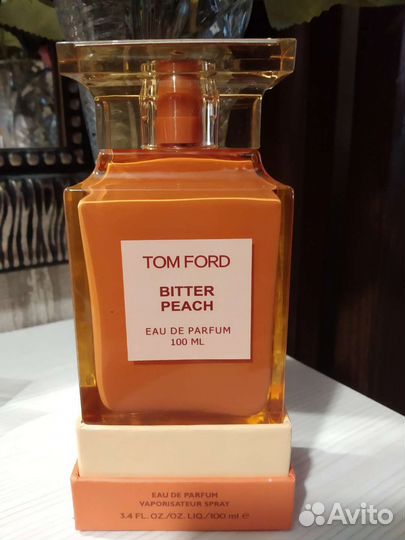 TOM FORD
BITTER
PEACH
EAU DE PARFUM
100 ML
EAU DE PARFUM
VAPORISATEUR SPRAY
3.4 FL. OZ./OZ. LIQ./100 ml e
Avito